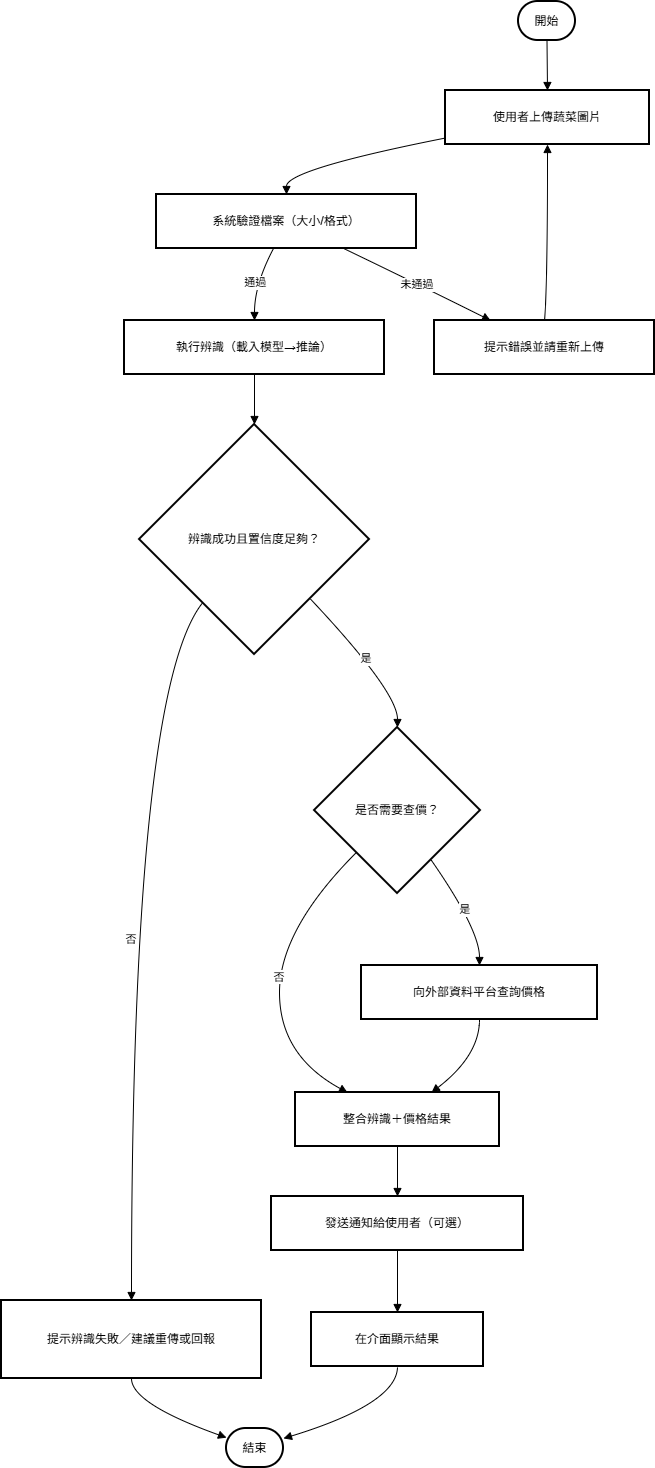 開始
使用者上傳蔬菜圖片
系統驗證檔案（大小/格式）
通過
未通過
執行辨識（載入模型→推論）
提示錯誤並請重新上傳
辨識成功且置信度足夠？
是
是否需要查價？
是
否
否
向外部資料平台查詢價格
整合辨識＋價格結果
發送通知給使用者（可選）
提示辨識失敗／建議重傳或回報
在介面顯示結果
結束